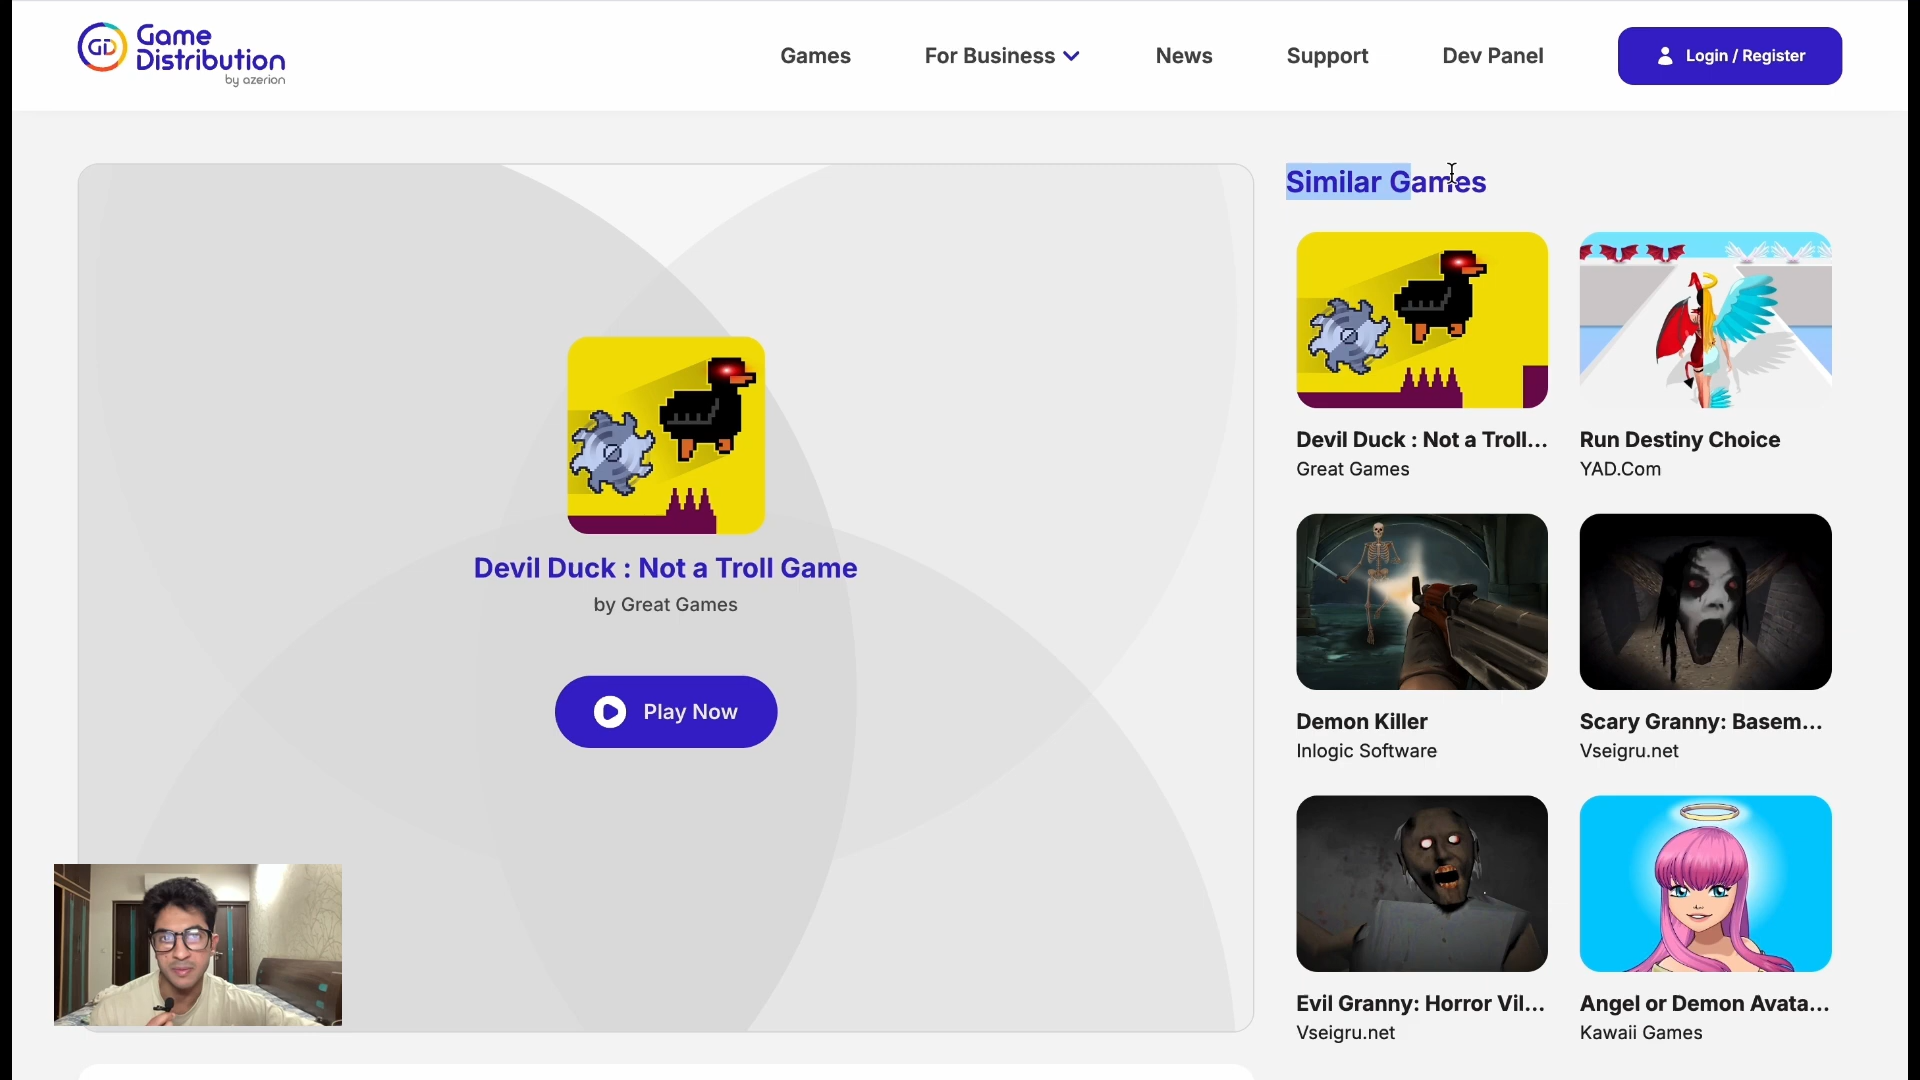 GD
Game
Distribution
by azerion
Games
For Business
News
Support
Dev Panel
Login / Register
Devil Duck : Not a Troll Game
by Great Games
Play Now
Similar Games
Devil Duck : Not a Troll...
Great Games
Run Destiny Choice
YAD.Com
Demon Killer
Inlogic Software
Scary Granny: Basem...
Vseigru.net
Evil Granny: Horror Vil...
Vseigru.net
Angel or Demon Avata...
Kawaii Games